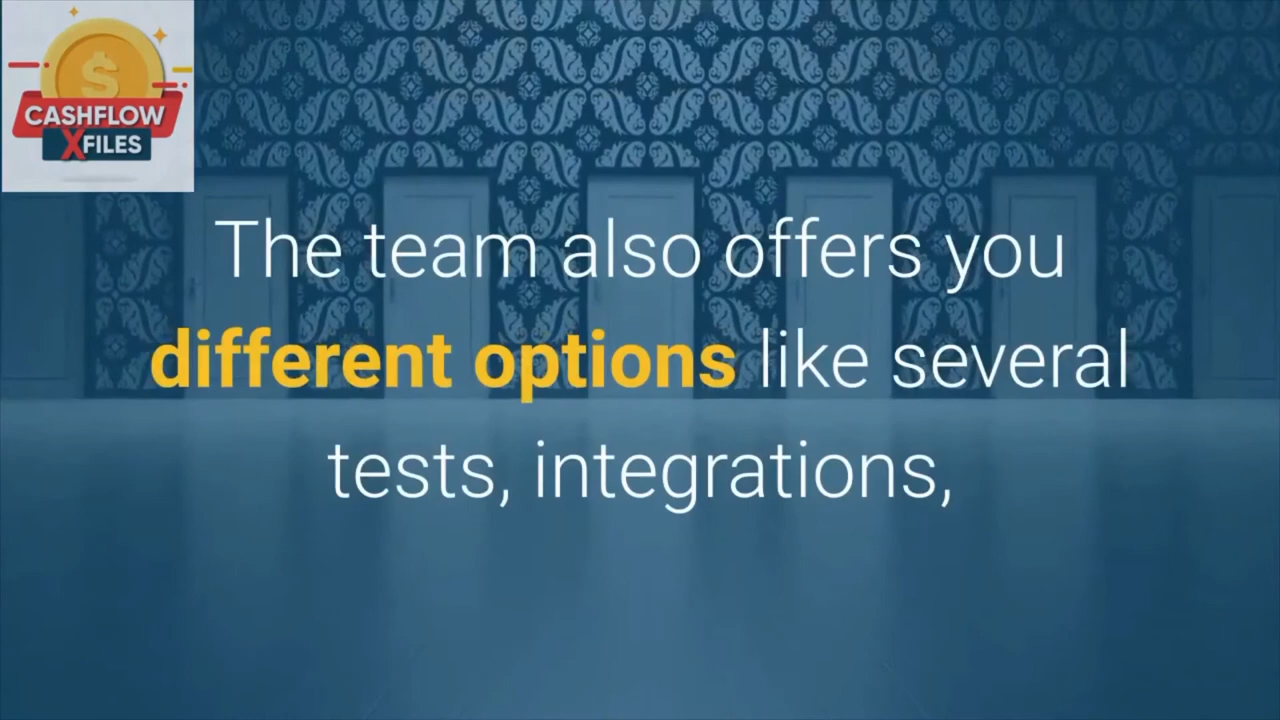 CASHFLOW
XFILES
The team also offers you
different options like several
tests, integrations,